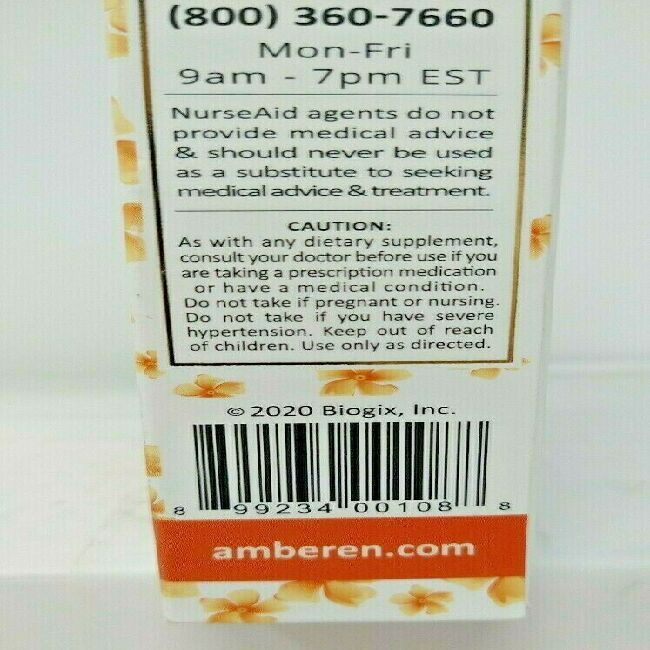 (800) 360-7660
Mon-Fri
9am - 7pm EST
NurseAid agents do not
provide medical advice
& should never be used
as a substitute to seeking
medical advice & treatment.
CAUTION:
As with any dietary supplement,
consult your doctor before use if you
are taking a prescription medication
or have a medical condition.
Do not take if pregnant or nursing.
Do not take if you have severe
hypertension. Keep out of reach
of children. Use only as directed.
© 2020 Biogix, Inc.
8 99234 00108 8
amberen.com